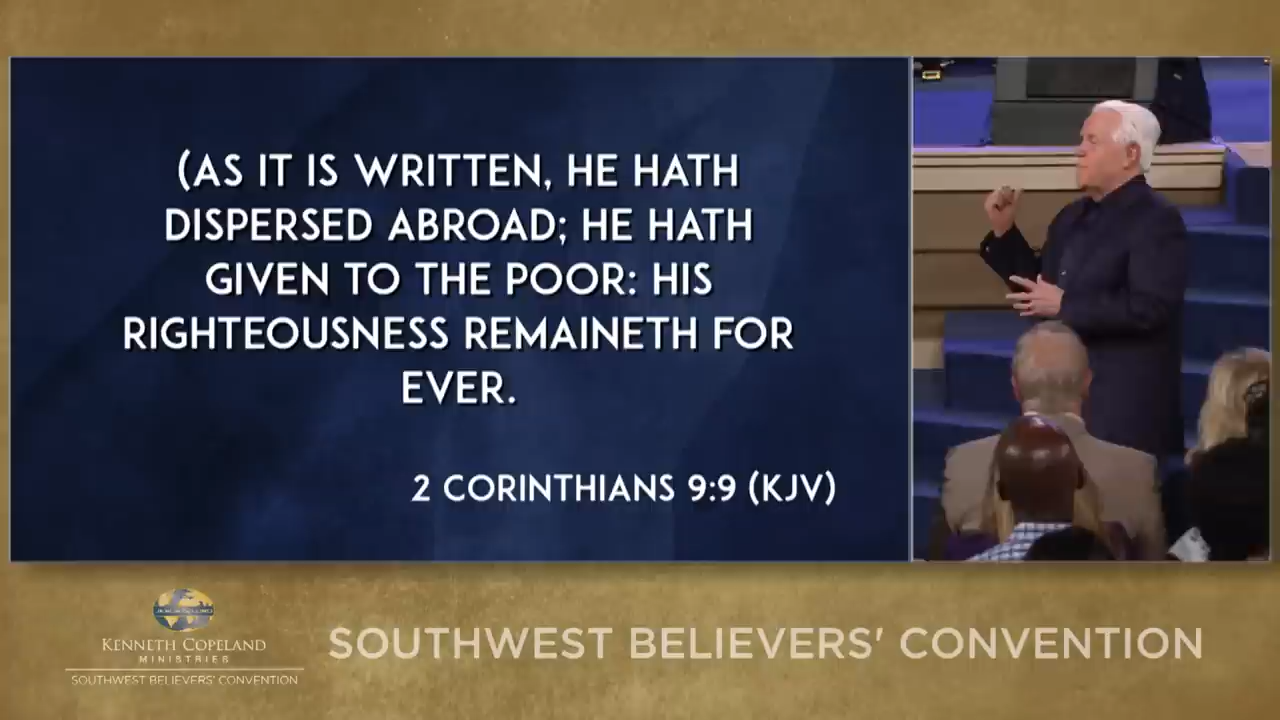 (AS IT IS WRITTEN, HE HATH
DISPERSED ABROAD; HE HATH
GIVEN TO THE POOR: HIS
RIGHTEOUSNESS REMAINETH FOR
EVER.
2 CORINTHIANS 9:9 (KJV)
KENNETH COPELAND
MINISTRIES
SOUTHWEST BELIEVERS' CONVENTION
SOUTHWEST BELIEVERS' CONVENTION